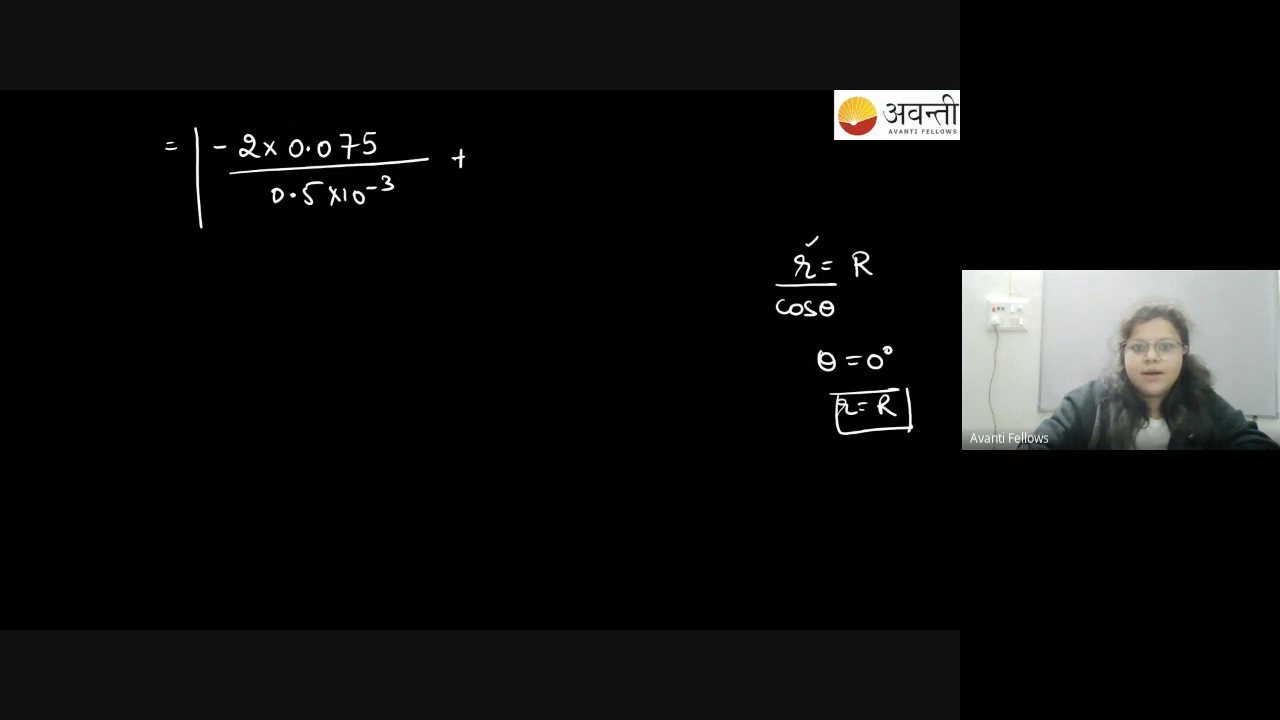 अवन्ती
AVANTI FELLOWS
= | - 2 × 0.075 +
0.5 × 10⁻³
r = R
cosθ
θ = 0°
r = R
Avanti Fellows